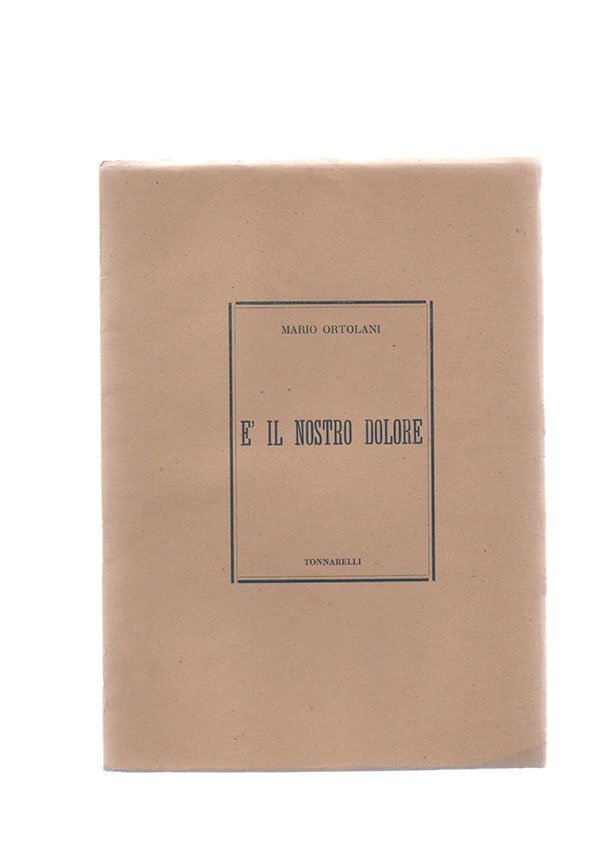 MARIO ORTOLANI
E' IL NOSTRO DOLORE
TONNARELLI